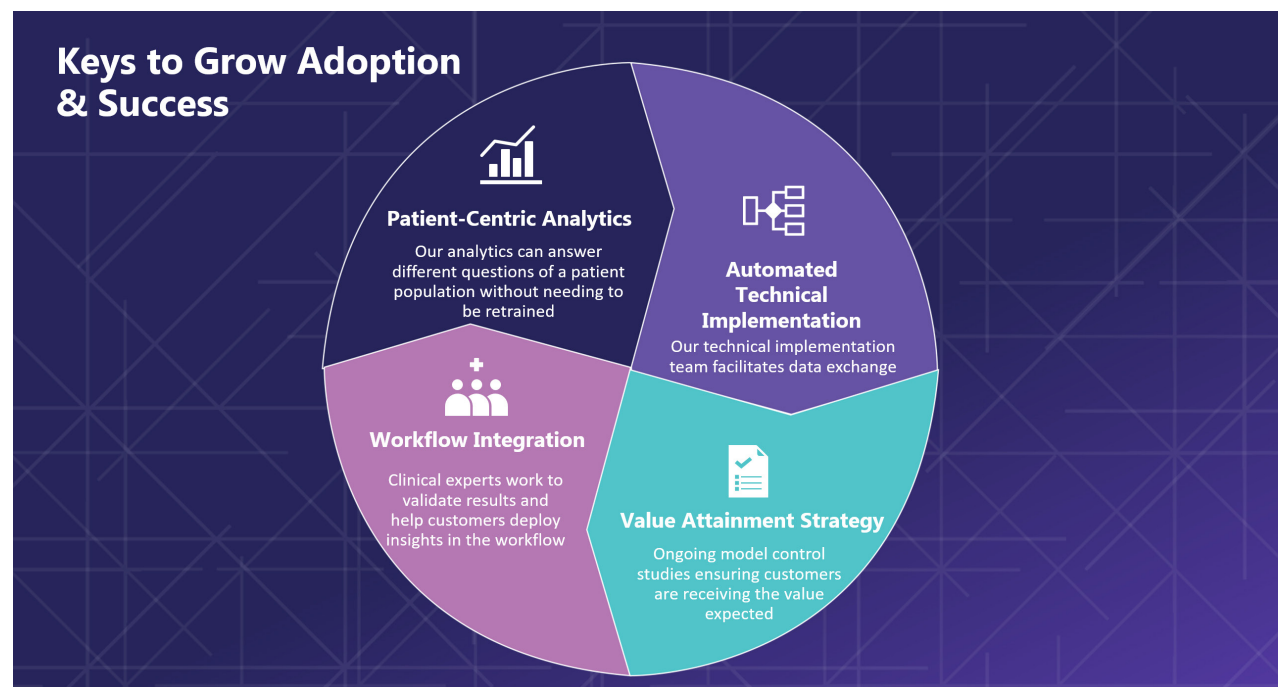 Keys to Grow Adoption
& Success
Patient-Centric Analytics
Our analytics can answer
different questions of a patient
population without needing to
be retrained
Automated
Technical
Implementation
Our technical implementation
team facilitates data exchange
Workflow Integration
Clinical experts work to
validate results and
help customers deploy
insights in the workflow
Value Attainment Strategy
Ongoing model control
studies ensuring customers
are receiving the value
expected